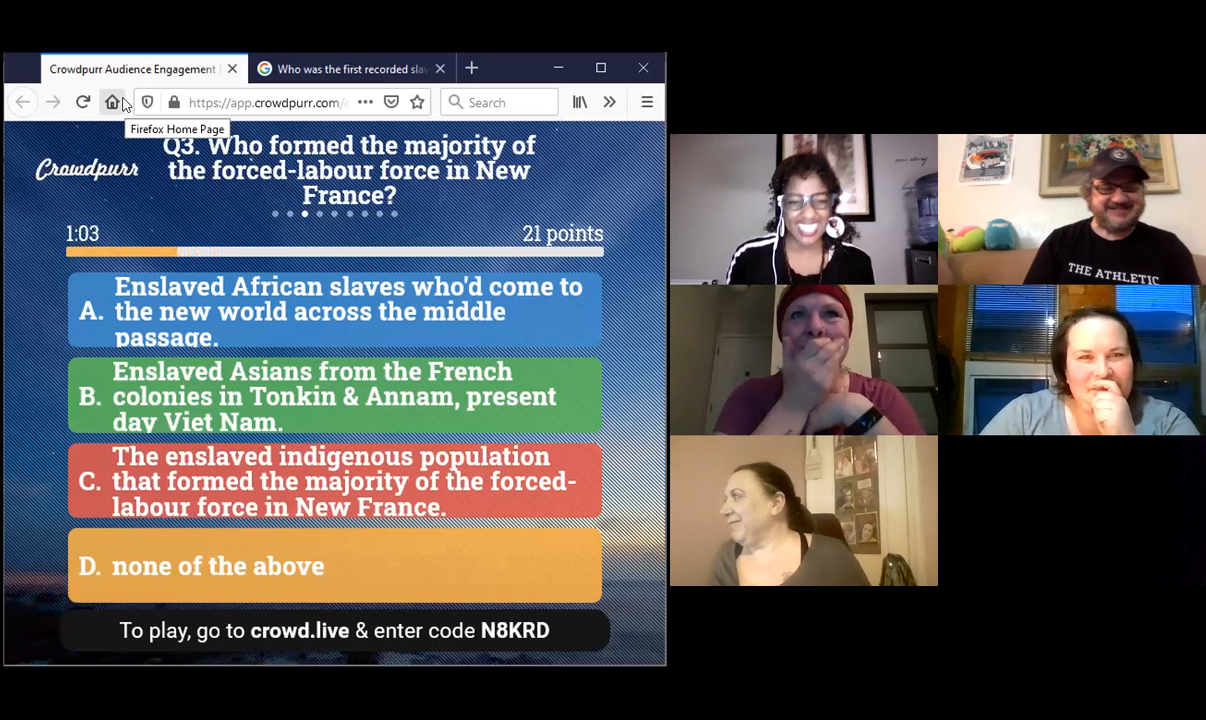 Crowdpurr Audience Engagement
Who was the first recorded sla
https://app.crowdpurr.com/
Search
Firefox Home Page
Crowdpurr
Q3. Who formed the majority of
the forced-labour force in New
France?
1:03
21 points
A. Enslaved African slaves who'd come to
the new world across the middle
passage.
B. Enslaved Asians from the French
colonies in Tonkin & Annam, present
day Viet Nam.
C. The enslaved indigenous population
that formed the majority of the forced-
labour force in New France.
D. none of the above
To play, go to crowd.live & enter code N8KRD
THE ATHLETIC